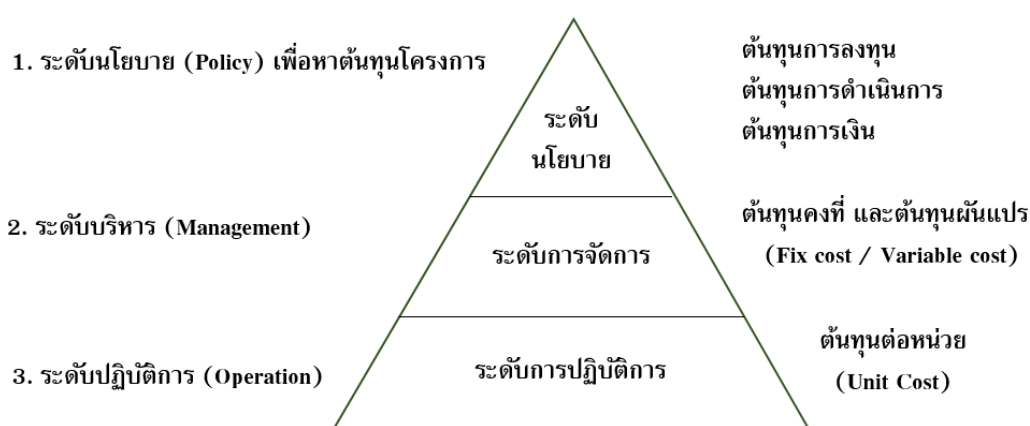 1. ระดับนโยบาย (Policy) เพื่อหาต้นทุนโครงการ
ระดับ
นโยบาย
ต้นทุนการลงทุน
ต้นทุนการดำเนินการ
ต้นทุนการเงิน
2. ระดับบริหาร (Management)
ระดับการจัดการ
ต้นทุนคงที่ และต้นทุนผันแปร
(Fix cost / Variable cost)
3. ระดับปฏิบัติการ (Operation)
ระดับการปฏิบัติการ
ต้นทุนต่อหน่วย
(Unit Cost)